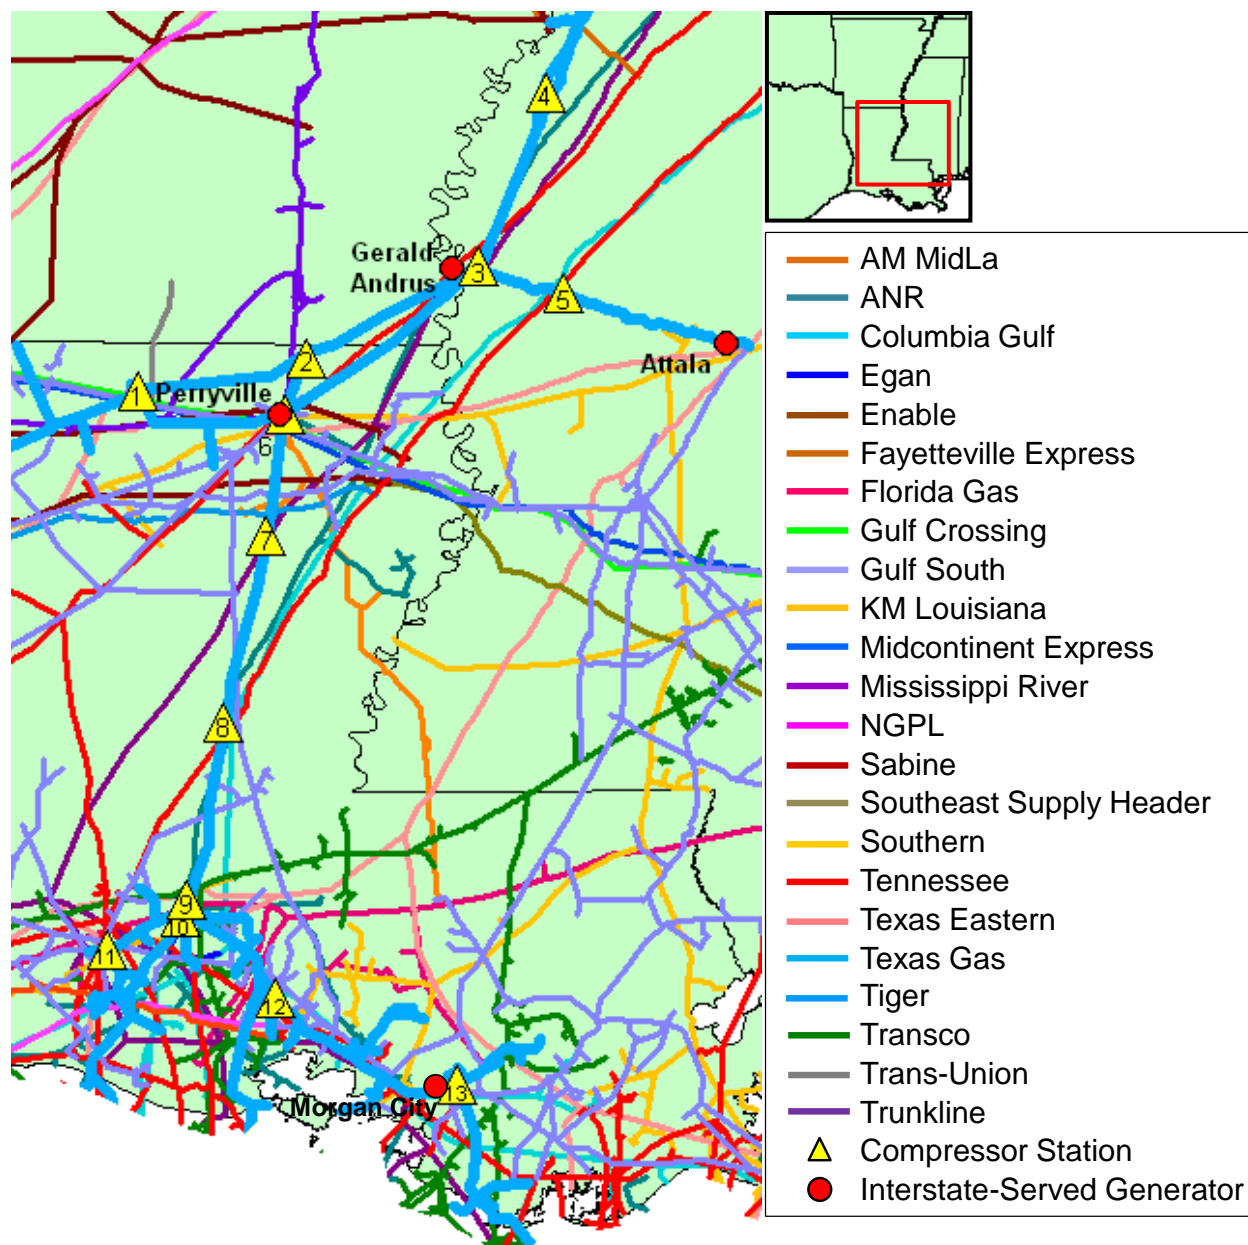 4
Gerald
Andrus
3
5
Attala
2
1
Perryville
6
7
8
9
10
11
12
13
Morgan City
AM MidLa
ANR
Columbia Gulf
Egan
Enable
Fayetteville Express
Florida Gas
Gulf Crossing
Gulf South
KM Louisiana
Midcontinent Express
Mississippi River
NGPL
Sabine
Southeast Supply Header
Southern
Tennessee
Texas Eastern
Texas Gas
Tiger
Transco
Trans-Union
Trunkline
Compressor Station
Interstate-Served Generator